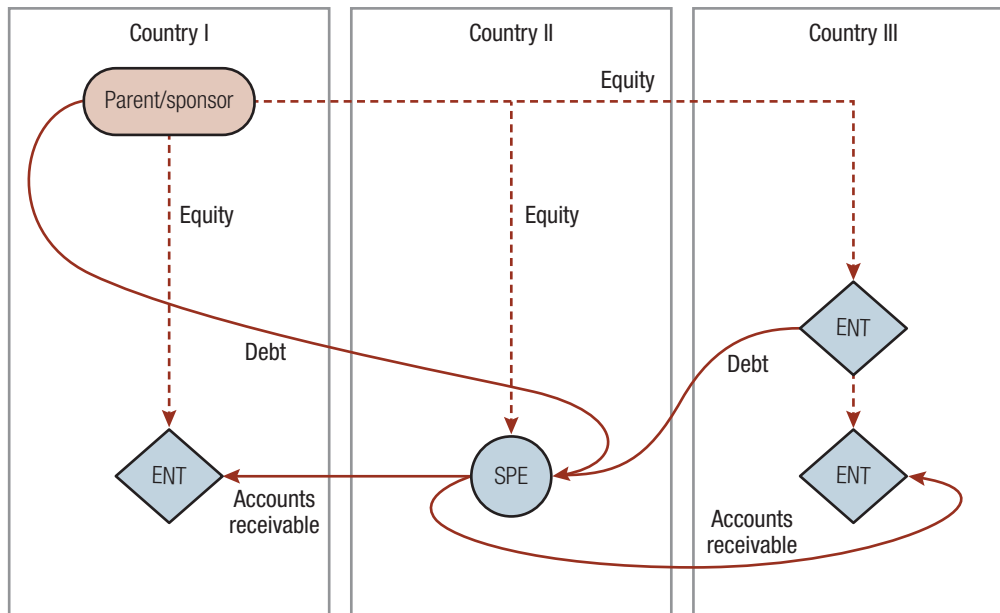 Country I
Country II
Country III
Equity
Parent/sponsor
Equity
Equity
ENT
Debt
Debt
ENT
SPE
ENT
Accounts
receivable
Accounts
receivable